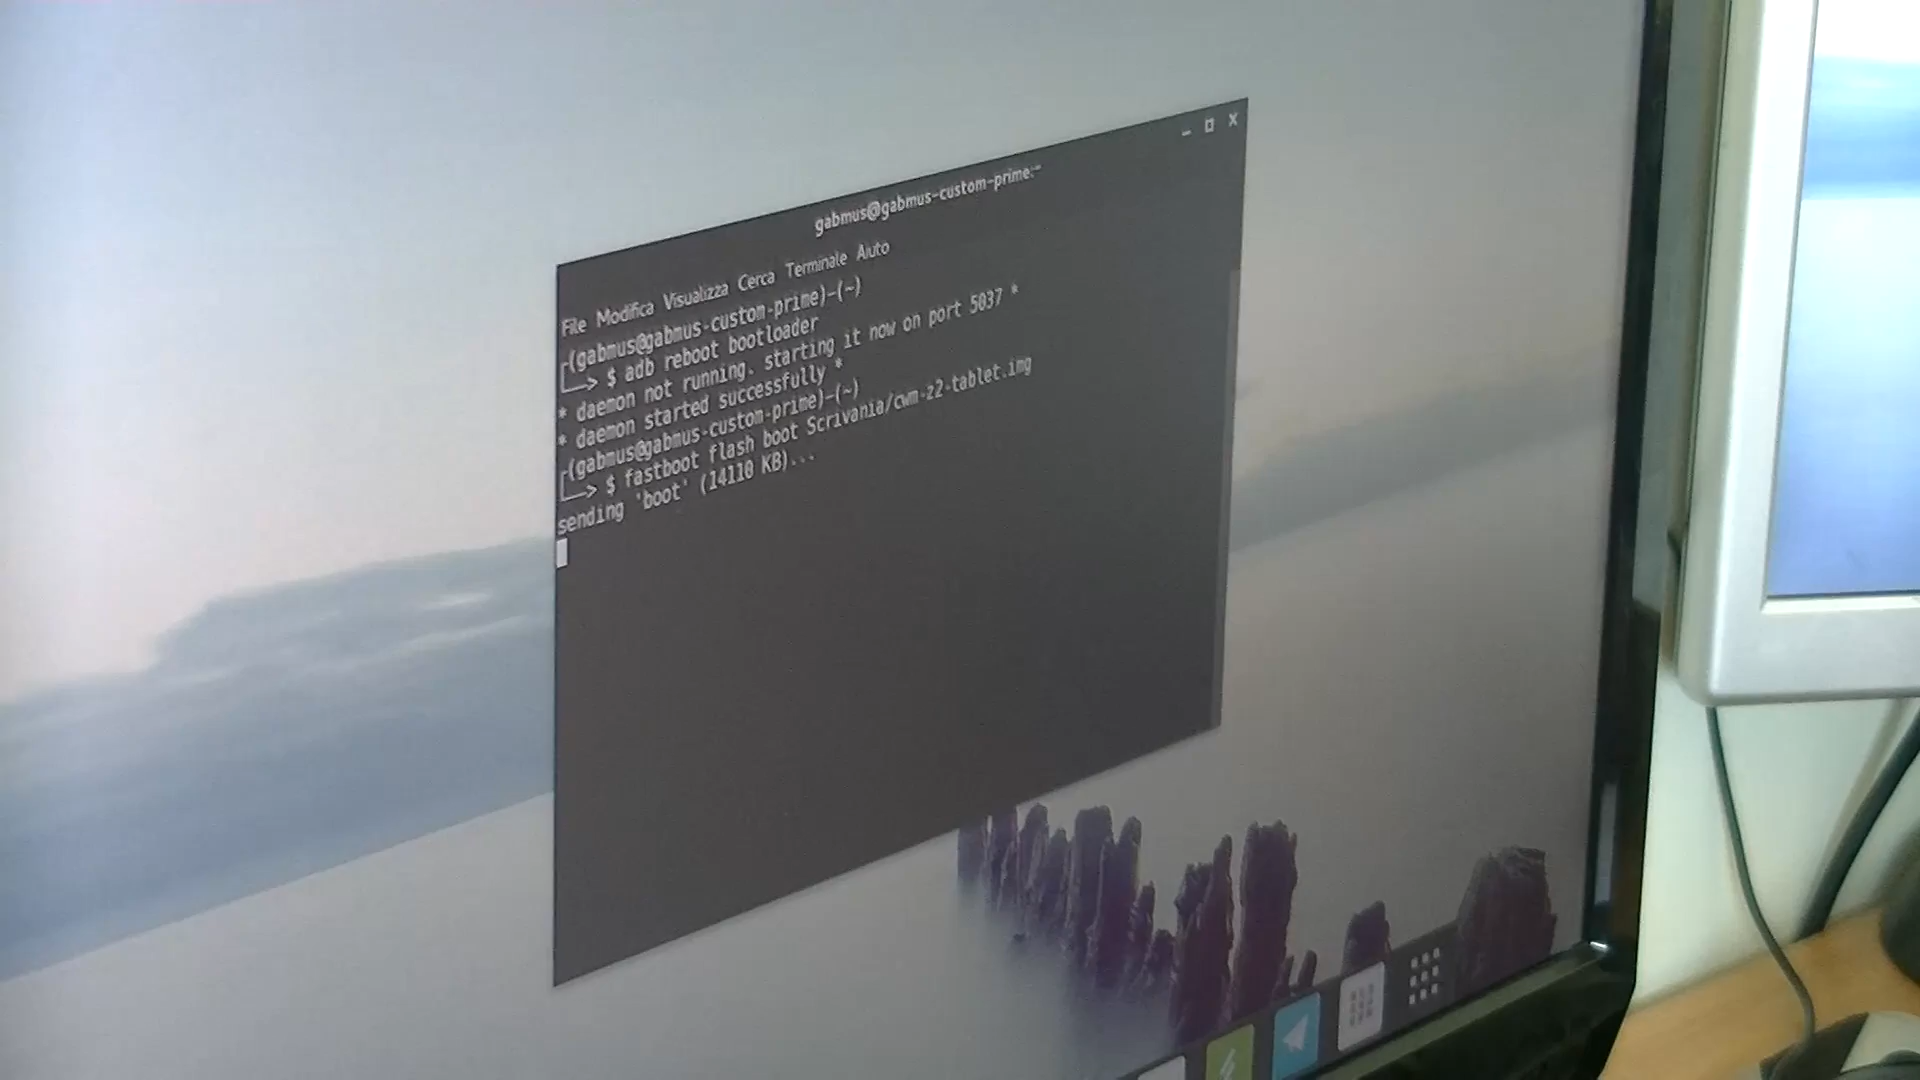 gabmus@gabmus-custom-prime:~
File Modifica Visualizza Cerca Terminale Aiuto
┌(gabmus@gabmus-custom-prime)-(~)
└─> $ adb reboot bootloader
* daemon not running. starting it now on port 5037 *
* daemon started successfully *
┌(gabmus@gabmus-custom-prime)-(~)
└─> $ fastboot flash boot Scrivania/cwm-z2-tablet.img
sending 'boot' (14110 KB)...